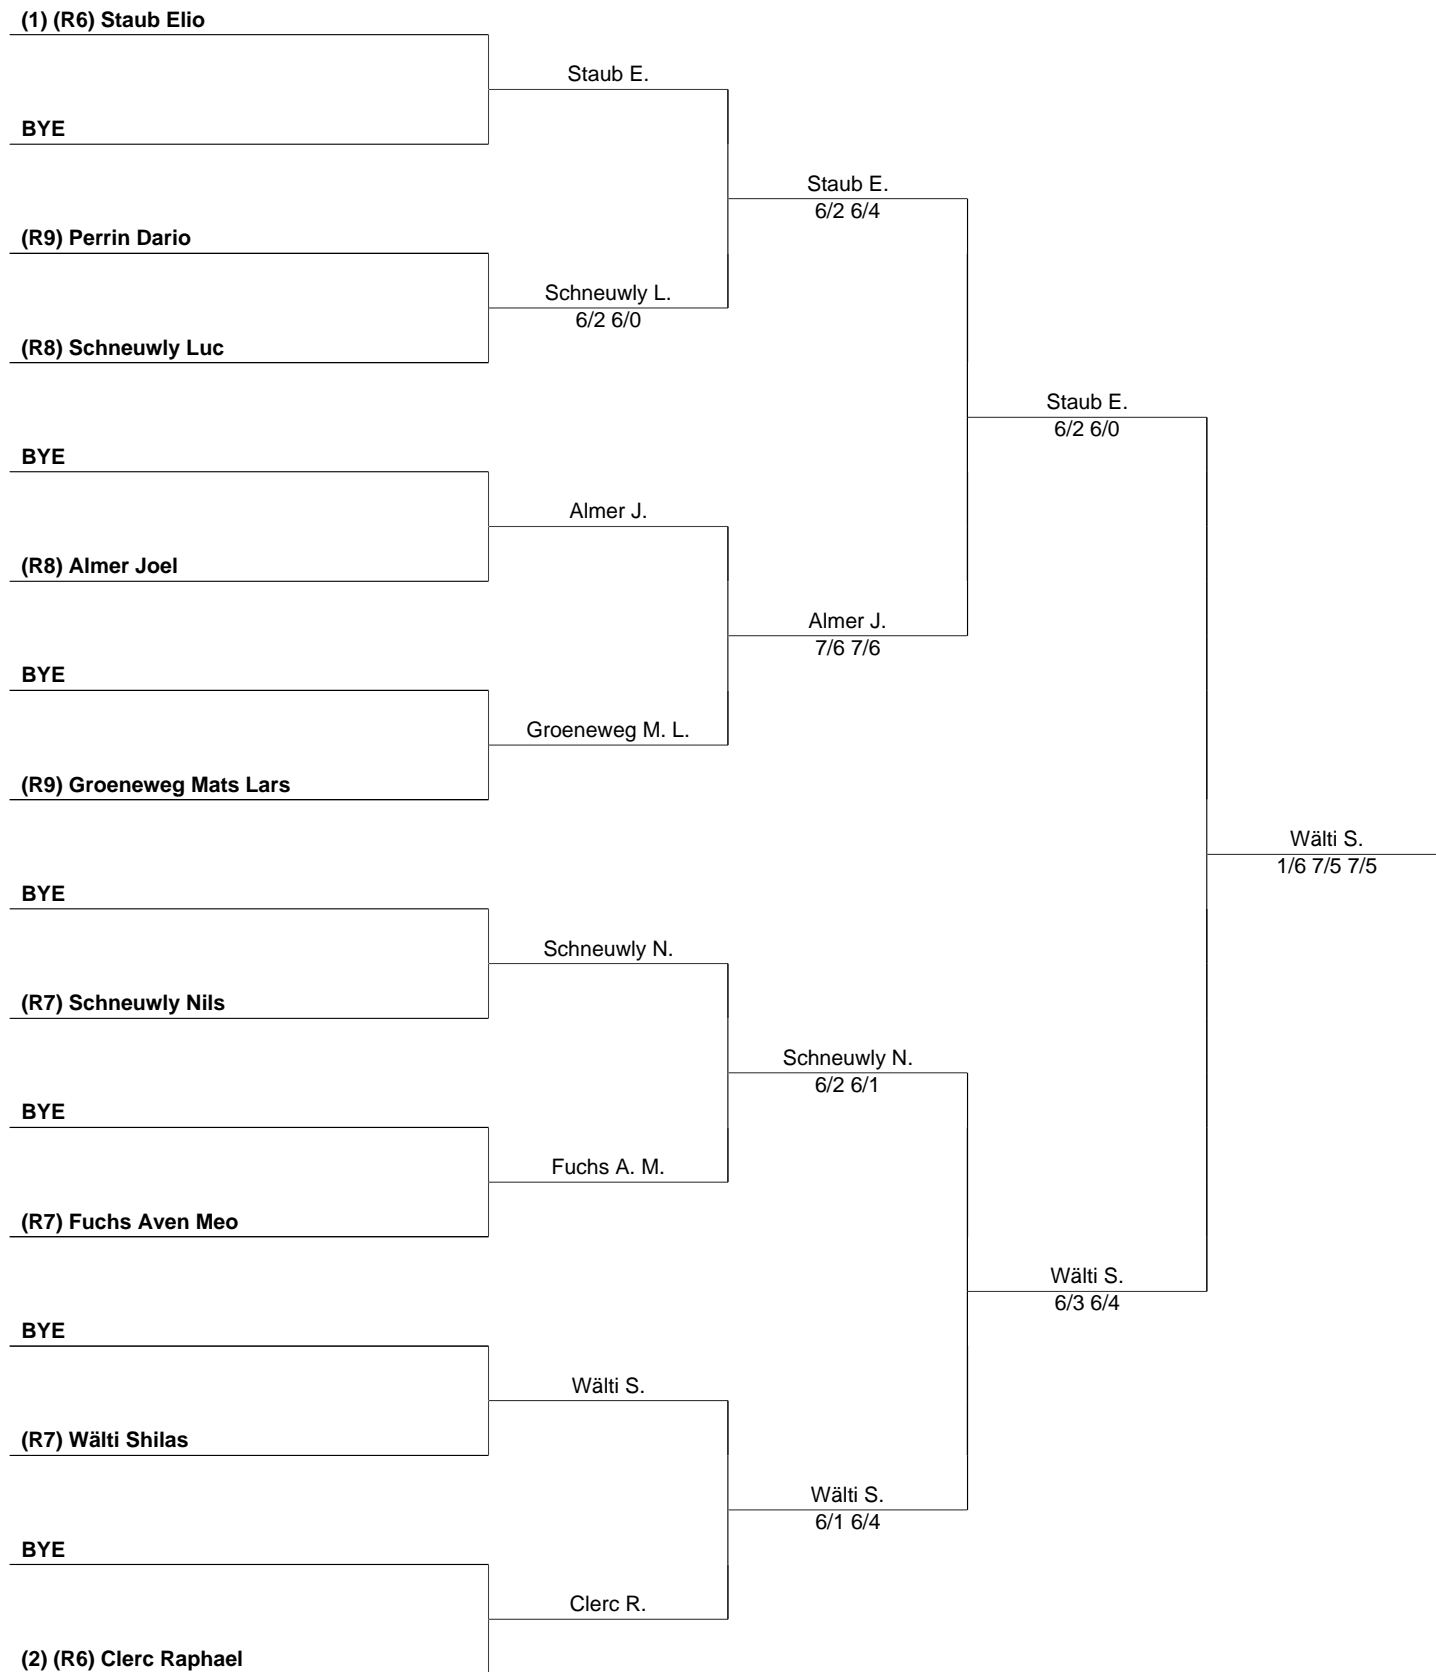 (1) (R6) Staub Elio
Staub E.
BYE
Staub E.
6/2 6/4
(R9) Perrin Dario
Schneuwly L.
6/2 6/0
(R8) Schneuwly Luc
Staub E.
6/2 6/0
BYE
Almer J.
(R8) Almer Joel
Almer J.
7/6 7/6
BYE
Groeneweg M. L.
(R9) Groeneweg Mats Lars
Wälti S.
1/6 7/5 7/5
BYE
Schneuwly N.
(R7) Schneuwly Nils
Schneuwly N.
6/2 6/1
BYE
Fuchs A. M.
(R7) Fuchs Aven Meo
Wälti S.
6/3 6/4
BYE
Wälti S.
(R7) Wälti Shilas
Wälti S.
6/1 6/4
BYE
Clerc R.
(2) (R6) Clerc Raphael